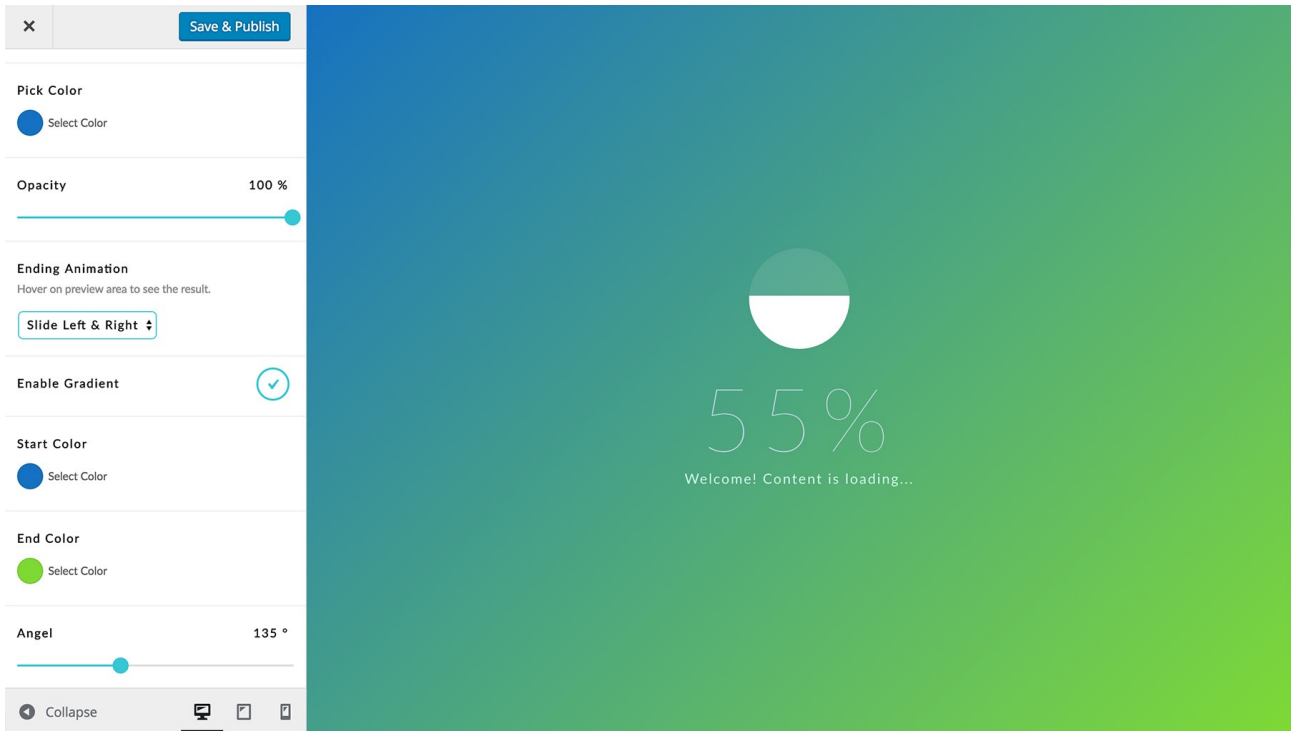 Save & Publish
Pick Color
Select Color
Opacity 100 %
Ending Animation
Hover on preview area to see the result.
Slide Left & Right
Enable Gradient
Start Color
Select Color
End Color
Select Color
Angel 135 °
Collapse
55%
Welcome! Content is loading...